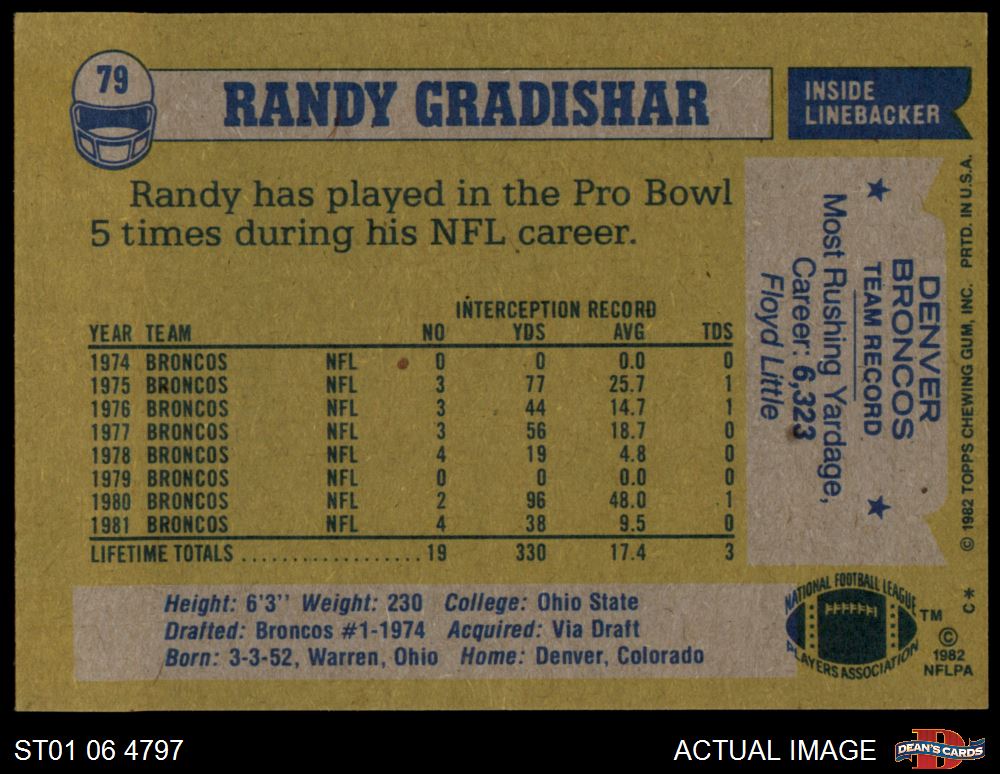 79
RANDY GRADISHAR
INSIDE
LINEBACKER
Randy has played in the Pro Bowl
5 times during his NFL career.
INTERCEPTION RECORD
YEAR TEAM NO YDS AVG TDS
1974 BRONCOS NFL 0 0 0.0 0
1975 BRONCOS NFL 3 77 25.7 1
1976 BRONCOS NFL 3 44 14.7 1
1977 BRONCOS NFL 3 56 18.7 0
1978 BRONCOS NFL 4 19 4.8 0
1979 BRONCOS NFL 0 0 0.0 0
1980 BRONCOS NFL 2 96 48.0 1
1981 BRONCOS NFL 4 38 9.5 0
LIFETIME TOTALS .................. 19 330 17.4 3
DENVER
BRONCOS
★ TEAM RECORD ★
Most Rushing Yardage,
Career: 6,323
Floyd Little
© 1982 TOPPS CHEWING GUM, INC. PRTD. IN U.S.A.
Height: 6'3'' Weight: 230 College: Ohio State
Drafted: Broncos #1-1974 Acquired: Via Draft
Born: 3-3-52, Warren, Ohio Home: Denver, Colorado
NATIONAL FOOTBALL LEAGUE
PLAYERS ASSOCIATION
TM
C*
©
1982
NFLPA
ST01 06 4797
ACTUAL IMAGE
D
DEAN'S CARDS